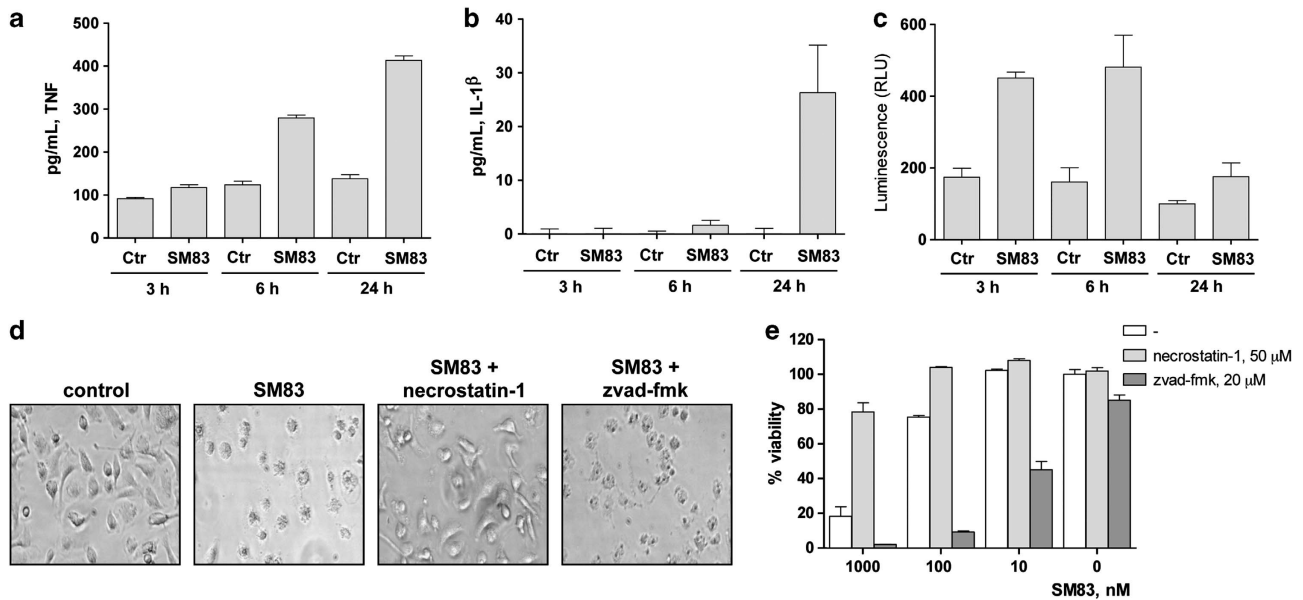 a
500
400
300
200
100
0
pg/mL, TNF
Ctr SM83 Ctr SM83 Ctr SM83
3 h 6 h 24 h
b
40
30
20
10
0
pg/mL, IL-1β
Ctr SM83 Ctr SM83 Ctr SM83
3 h 6 h 24 h
c
600
400
200
0
Luminescence (RLU)
Ctr SM83 Ctr SM83 Ctr SM83
3 h 6 h 24 h
d
control
SM83
SM83 +
necrostatin-1
SM83 +
zvad-fmk
e
120
100
80
60
40
20
0
% viability
1000 100 10 0
SM83, nM
-
necrostatin-1, 50 μM
zvad-fmk, 20 μM